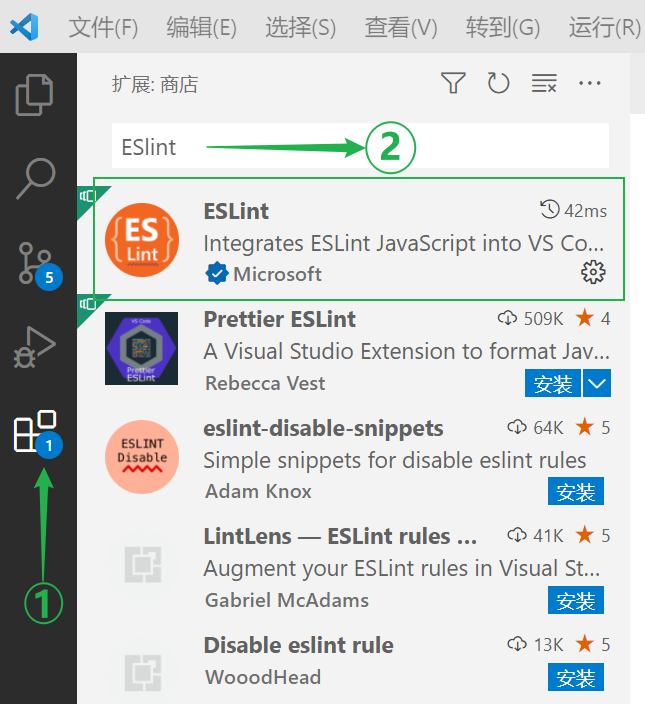 文件(F) 编辑(E) 选择(S) 查看(V) 转到(G) 运行(R)
扩展: 商店
ESlint
2
ES
Lint
ESLint 42ms
Integrates ESLint JavaScript into VS Co...
Microsoft
5
VS Code
Prettier
ESLint
Prettier ESLint 509K 4
A Visual Studio Extension to format Jav...
Rebecca Vest 安装
1
ESLINT
Disable
eslint-disable-snippets 64K 5
Simple snippets for disable eslint rules
Adam Knox 安装
LintLens — ESLint rules ... 41K 5
Augment your ESLint rules in Visual St...
Gabriel McAdams 安装
1
Disable eslint rule 13K 5
WooodHead 安装